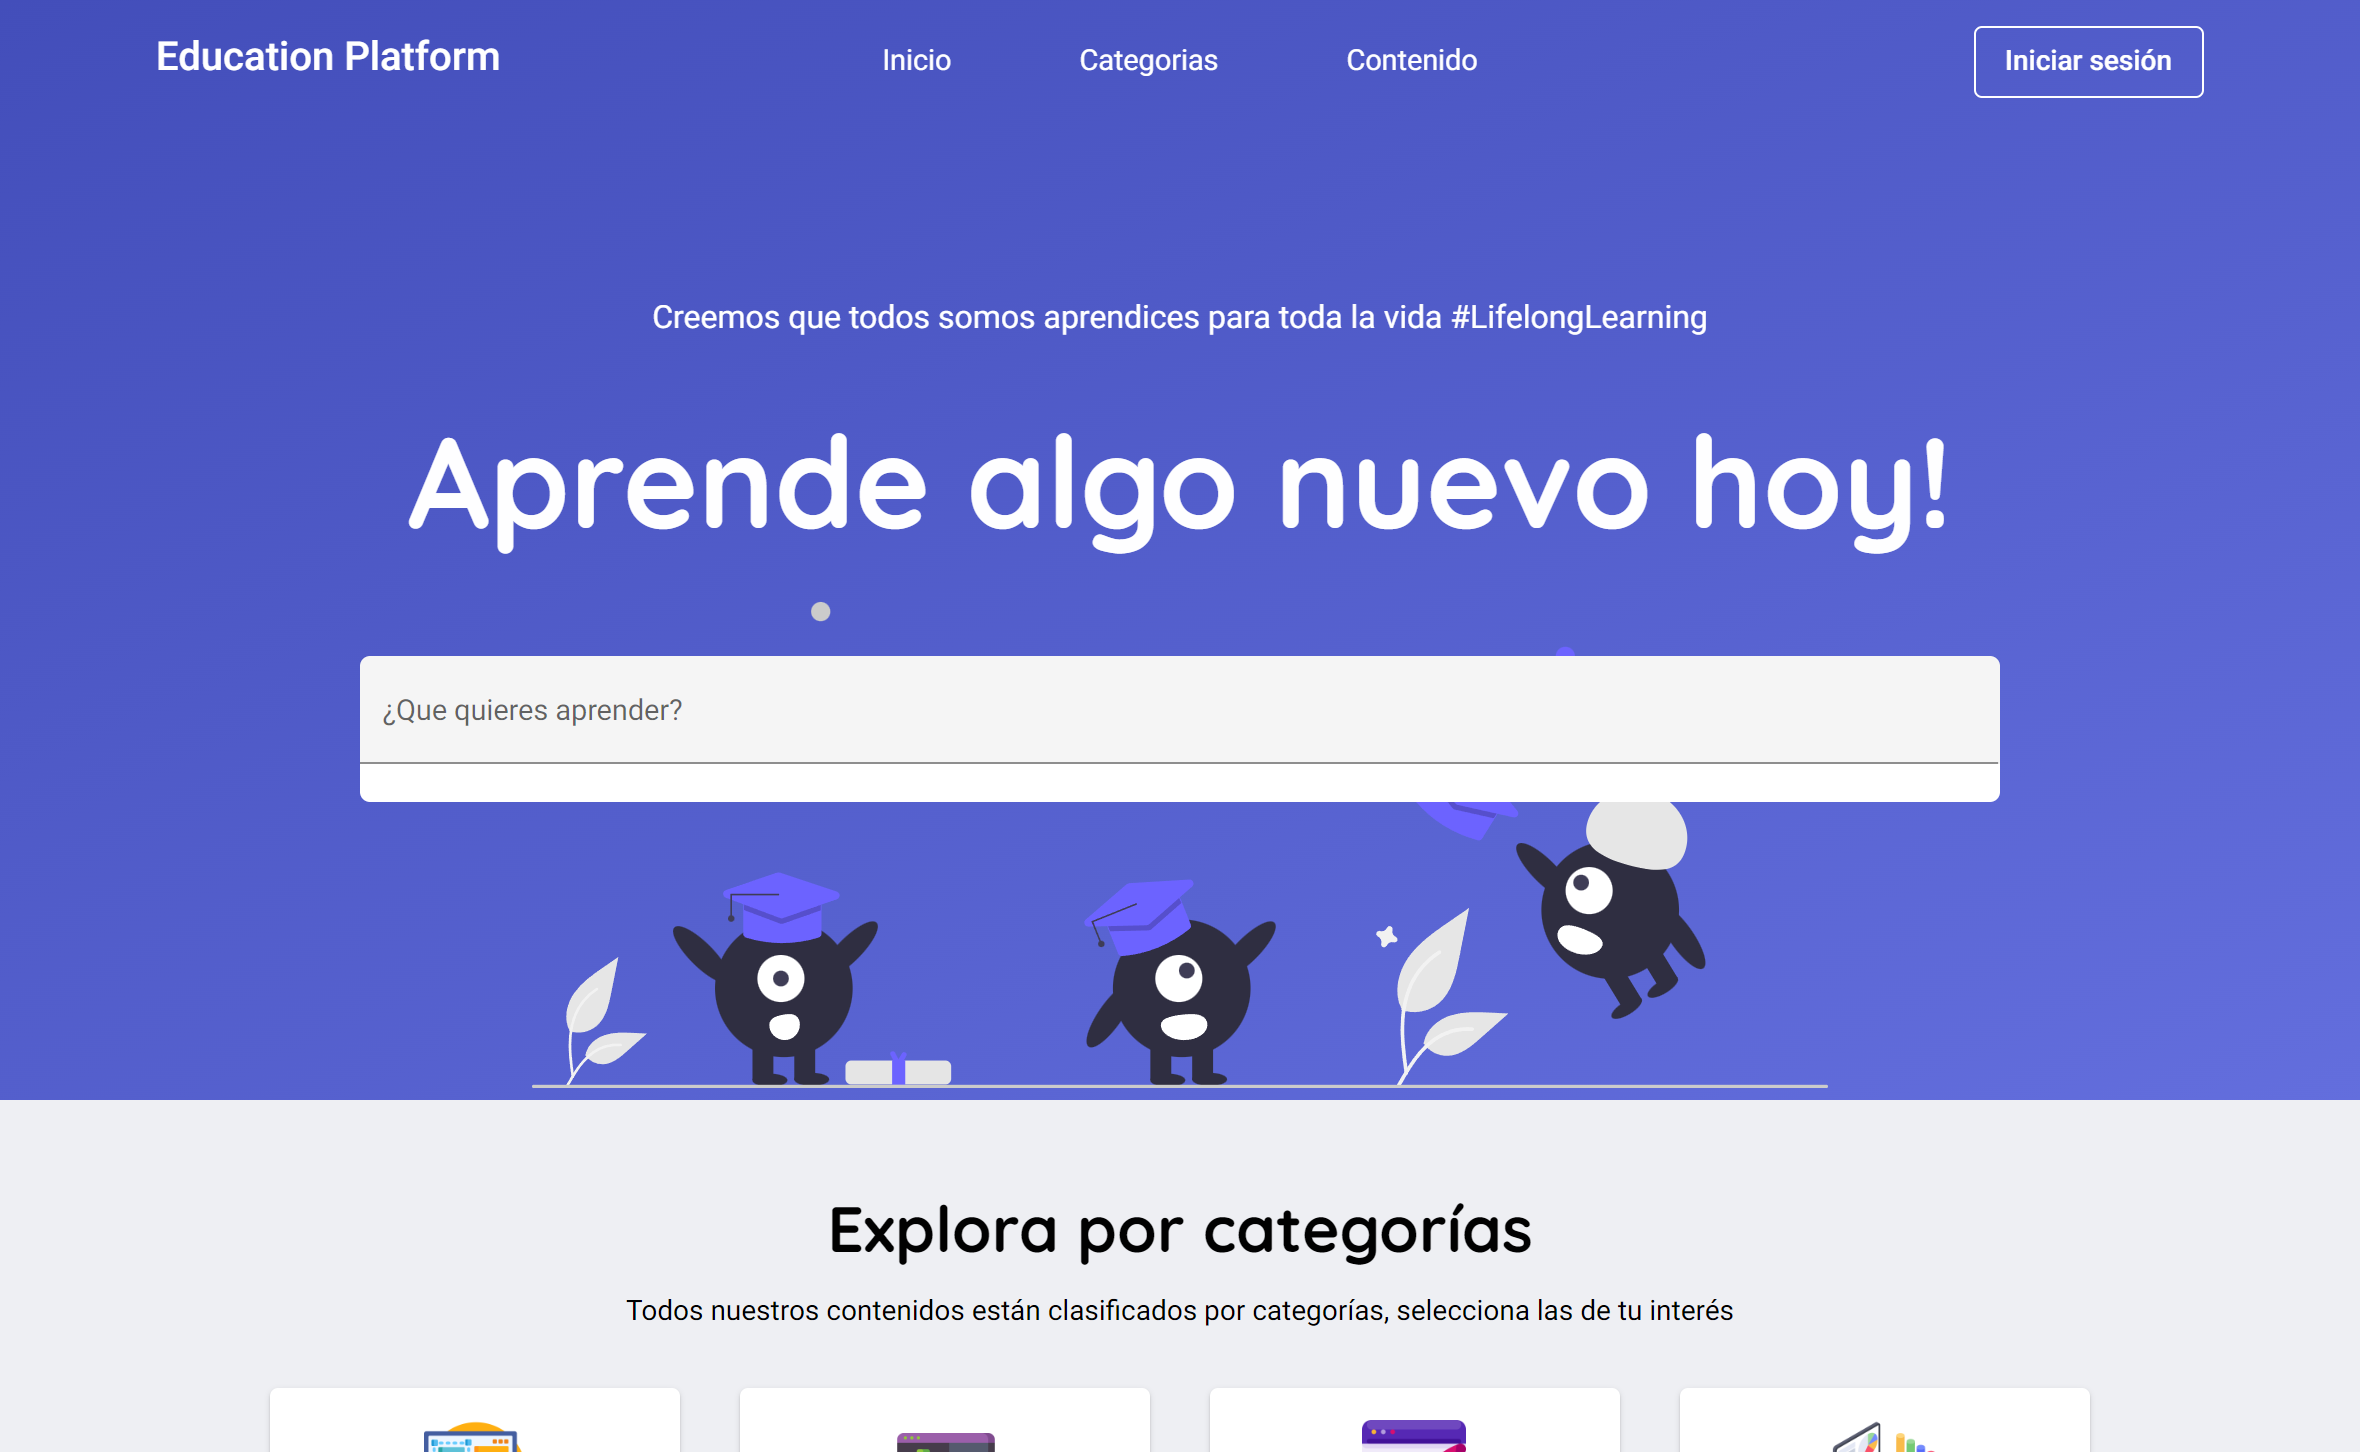 Education Platform
Inicio
Categorias
Contenido
Iniciar sesión
Creemos que todos somos aprendices para toda la vida #LifelongLearning
Aprende algo nuevo hoy!
¿Que quieres aprender?
Explora por categorías
Todos nuestros contenidos están clasificados por categorías, selecciona las de tu interés